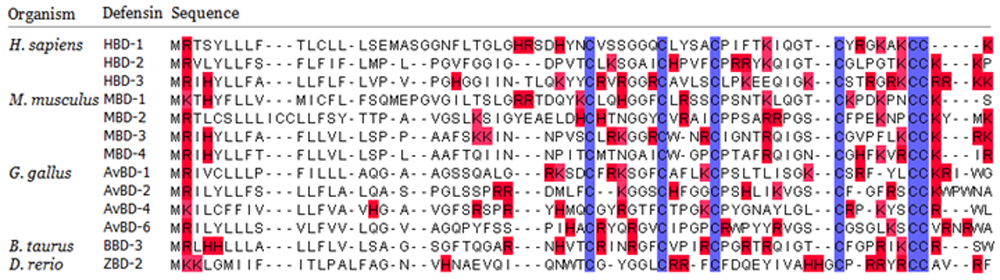 Organism Defensin Sequence
H. sapiens HBD-1 MRTSYLLLLF---TLCLL-LSEMASGGNFLTGLGHRSDHYNCVSSGGQCLYSACPIFTKIQGT--CYRGKAKCC-----K
HBD-2 MRVLYLLFS---FLFIF-LMP-L--PGVFGGIG---DPVTCLKSGAICHPVFCPRRYKQIGT--CGLPGTKCCK---KP
HBD-3 MRIHYLLFA---LLFLF-LVP-V--PGHGGIIN-TLQKYYCRVRGGRCAVLSCLPKEEQIGK--CSTRGRKCCRR--KK
M. musculus MBD-1 MKTHYFLLV---MICFL-FSQMEPGVGILTSLGRRTDQYKCLQHGGFCLRSSCPSNTKLQGT--CKPDKPNCCK----S
MBD-2 MRTLCSLLLICCLLFSY-TTP-A--VGSLKSIGYEAELDHCHTNGGYCVRAICPPSARRPGS--CFPEKNPCCKY--MK
MBD-3 MRIHYLLFA---FLLVL-LSP-P--AAFSKKIN---NPVSCLRKGGRCW-NRCIGNTRQIGS--CGVPFLKCCK---RK
MBD-4 MRIHYLLFT---FLLVL-LSP-L--AAFTQIIN---NPITCMTNGAICW-GPCPTAFRQIGN--CGHFKVRCCK---IR
G. gallus AvBD-1 MRIVCLLLP---FILLL-AQG-A--AGSSQALG---RKSDCFRKSGFCAFLKCPSLTLISGK--CSRF-YLCCKRI-WG
AvBD-2 MRILYLLFS---LLFLA-LQA-S--PGLSSPRR---DMLFC--KGGSCHFGGCPSHLIKVGS--CF-GFRSCCKWPWNA
AvBD-4 MKILCFFIV---LLFVA-VHG-A--VGFSRSPR---YHMQCGYRGTFCTPGKCPYGNAYLGL--CRP-KYSCCR---WL
AvBD-6 MRILYLLLS---VLFVV-LQG-V--AGQPYFSS---PIHACRYQRGVCIPGPCRWPYYRVGS--CGSGLKSCCVRNRWA
B. taurus BBD-3 MRLHHLLLA---LLFLV-LSA-G--SGFTQGAR---NHVTCRINRGFCVPIRCPGRTRQIGT--CFGPRIKCCR---SW
D. rerio ZBD-2 MKKLGMIIF---ITLPALFAG-N--VHNAEVQI---QNWTCG-YGGLCRR-FCFDQEYIVAHHGCP-RRYRCCAV--RF